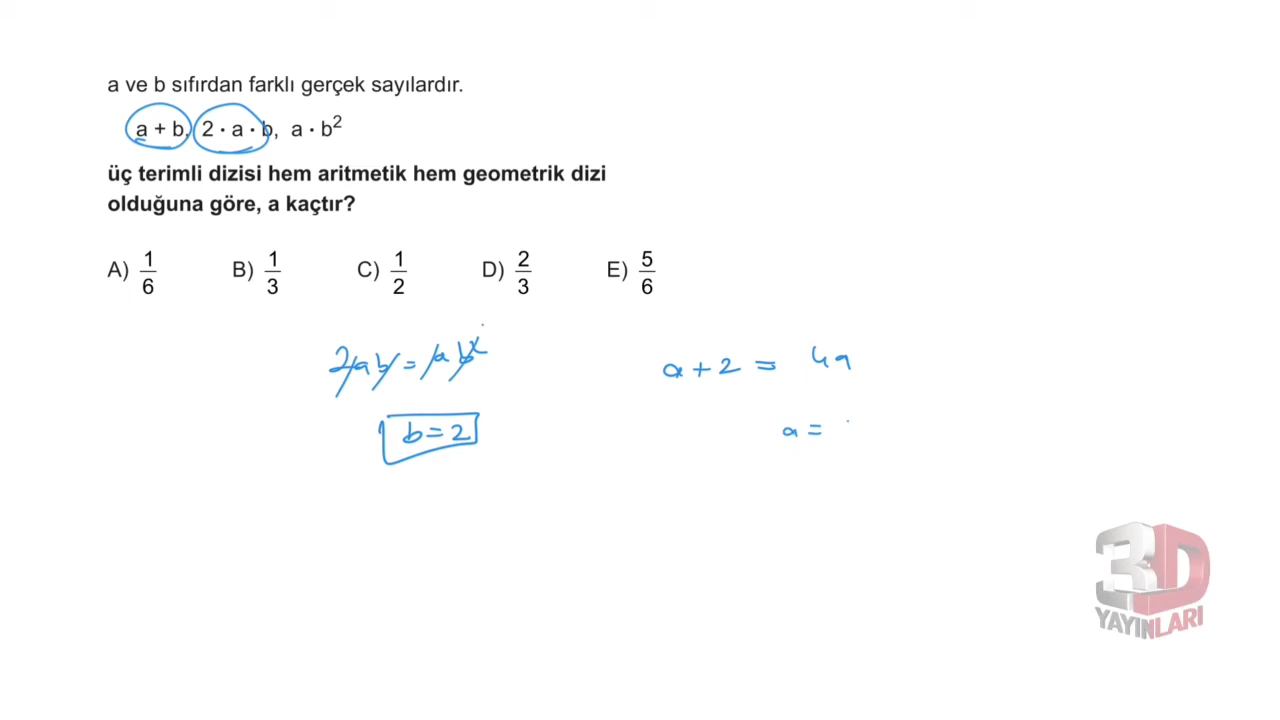 a ve b sıfırdan farklı gerçek sayılardır.
a + b, 2 · a · b, a · b²
üç terimli dizisi hem aritmetik hem geometrik dizi
olduğuna göre, a kaçtır?
A) 1/6 B) 1/3 C) 1/2 D) 2/3 E) 5/6
2ab = ab²
a + 2 = 4a
b = 2
a =
3D
YAYINLARI